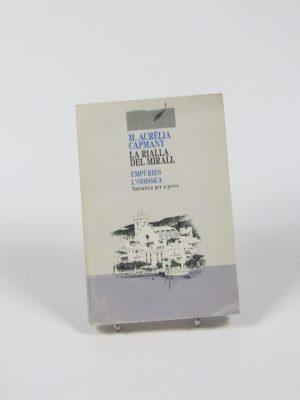 M. AURÈLIA
CAPMANY
LA RIALLA
DEL MIRALL
EMPÚRIES
L'ODISSEA
Narrativa per a joves